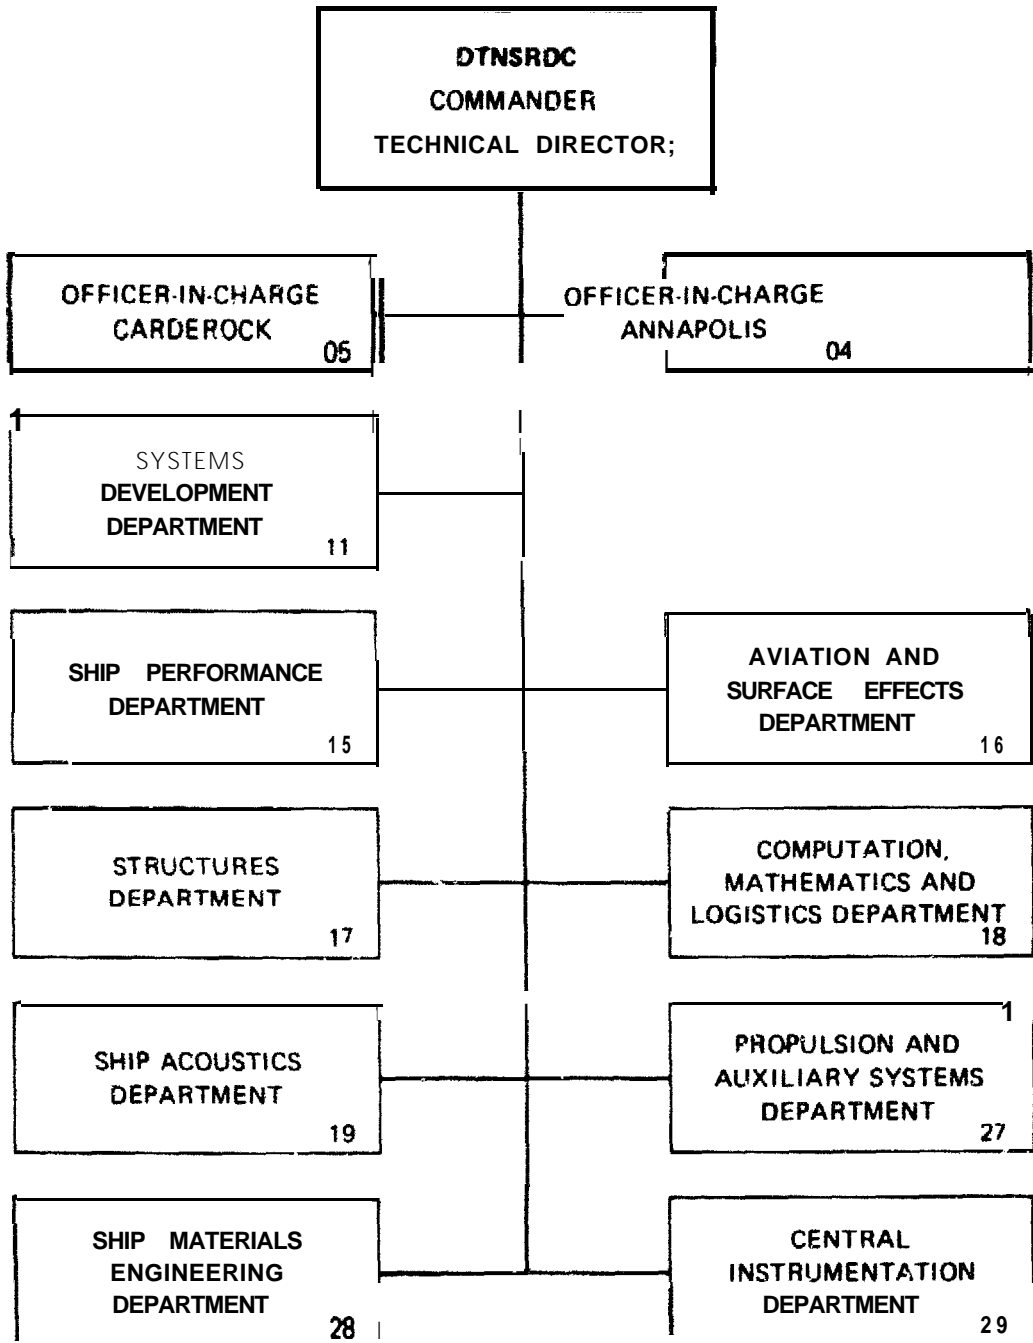 DTNSRDC
COMMANDER
TECHNICAL DIRECTOR;
OFFICER-IN-CHARGE
CARDEROCK
05
OFFICER-IN-CHARGE
ANNAPOLIS
04
1
SYSTEMS
DEVELOPMENT
DEPARTMENT
11
SHIP PERFORMANCE
DEPARTMENT
15
AVIATION AND
SURFACE EFFECTS
DEPARTMENT
16
STRUCTURES
DEPARTMENT
17
COMPUTATION,
MATHEMATICS AND
LOGISTICS DEPARTMENT
18
SHIP ACOUSTICS
DEPARTMENT
19
1
PROPULSION AND
AUXILIARY SYSTEMS
DEPARTMENT
27
SHIP MATERIALS
ENGINEERING
DEPARTMENT
28
CENTRAL
INSTRUMENTATION
DEPARTMENT
29